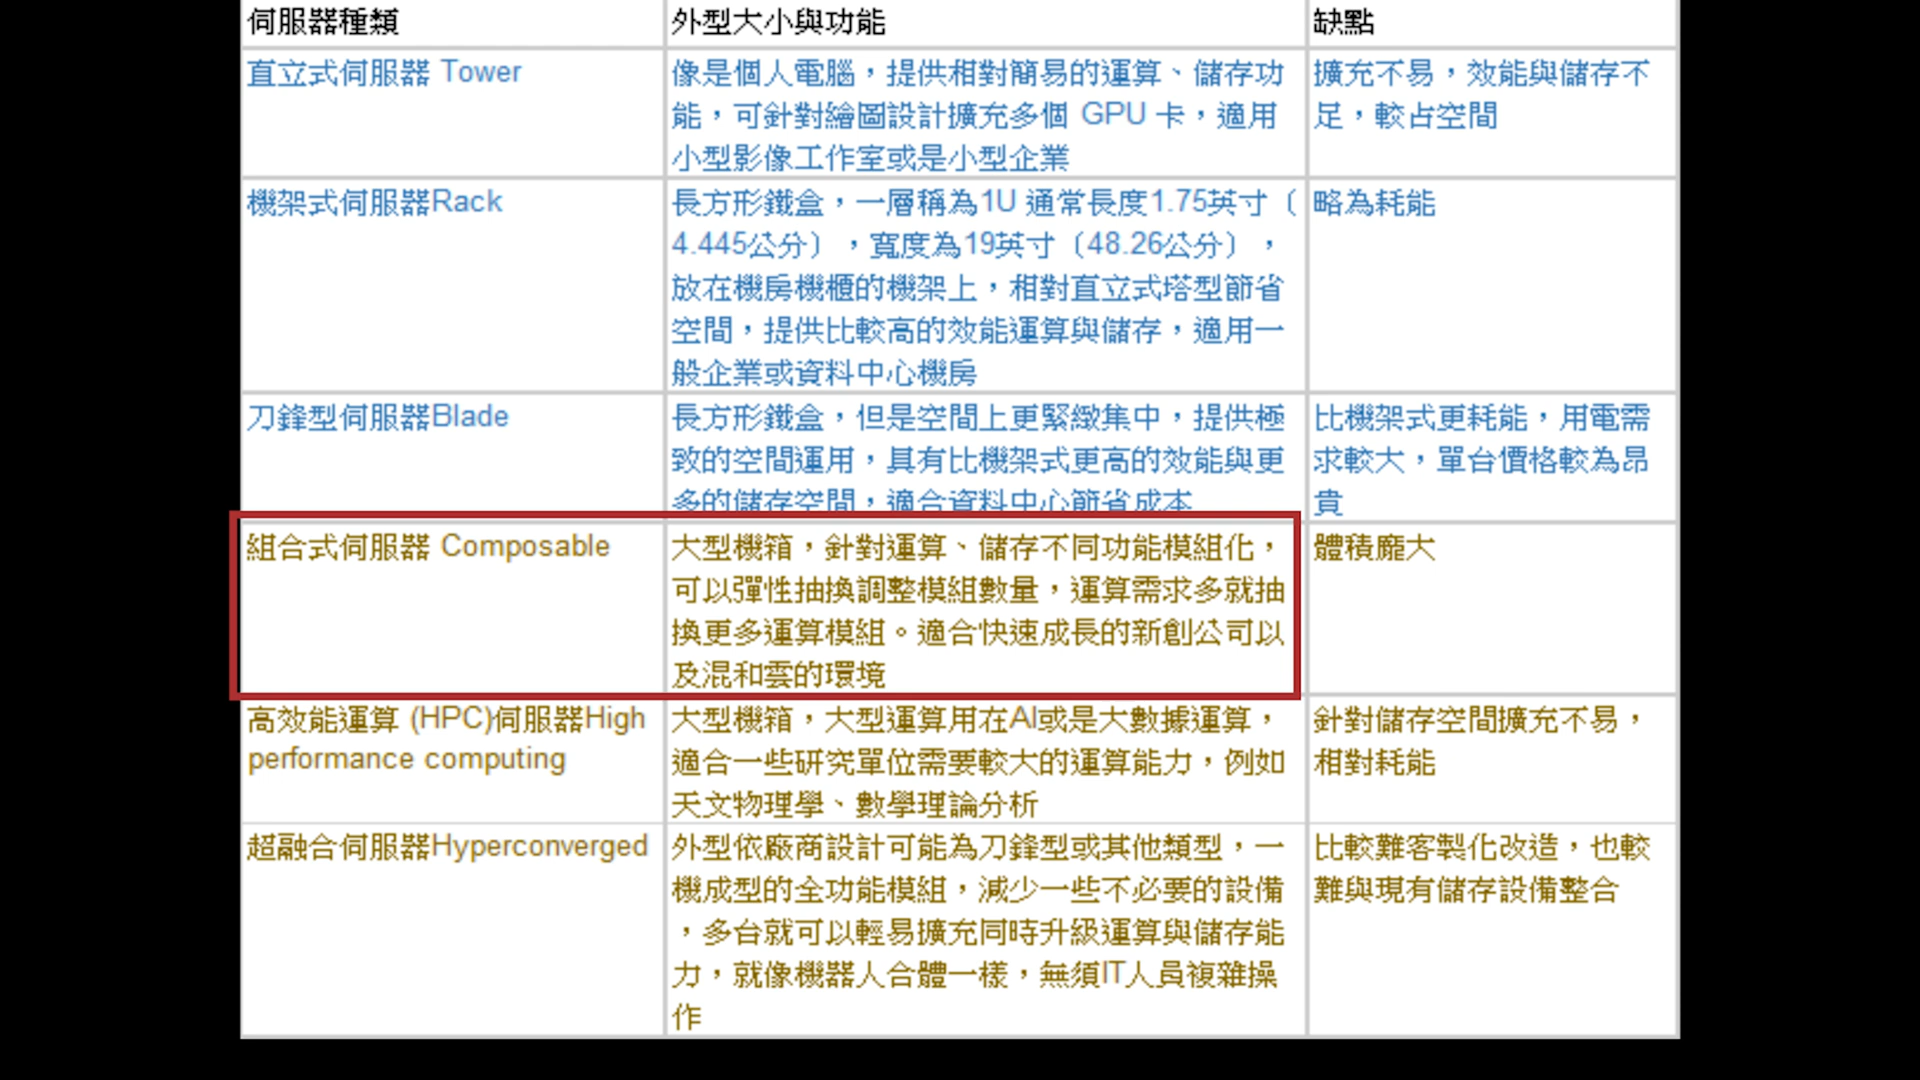 伺服器種類
外型大小與功能
缺點
直立式伺服器 Tower
像是個人電腦，提供相對簡易的運算、儲存功
能，可針對繪圖設計擴充多個 GPU 卡，適用
小型影像工作室或是小型企業
擴充不易，效能與儲存不
足，較占空間
機架式伺服器Rack
長方形鐵盒，一層稱為1U 通常長度1.75英寸〔
4.445公分〕，寬度為19英寸〔48.26公分〕，
放在機房機櫃的機架上，相對直立式塔型節省
空間，提供比較高的效能運算與儲存，適用一
般企業或資料中心機房
略為耗能
刀鋒型伺服器Blade
長方形鐵盒，但是空間上更緊緻集中，提供極
致的空間運用，具有比機架式更高的效能與更
多的儲存空間，適合資料中心節省成本
比機架式更耗能，用電需
求較大，單台價格較為昂
貴
組合式伺服器 Composable
大型機箱，針對運算、儲存不同功能模組化，
可以彈性抽換調整模組數量，運算需求多就抽
換更多運算模組。適合快速成長的新創公司以
及混和雲的環境
體積龐大
高效能運算 (HPC)伺服器High
performance computing
大型機箱，大型運算用在AI或是大數據運算，
適合一些研究單位需要較大的運算能力，例如
天文物理學、數學理論分析
針對儲存空間擴充不易，
相對耗能
超融合伺服器Hyperconverged
外型依廠商設計可能為刀鋒型或其他類型，一
機成型的全功能模組，減少一些不必要的設備
，多台就可以輕易擴充同時升級運算與儲存能
力，就像機器人合體一樣，無須IT人員複雜操
作
比較難客製化改造，也較
難與現有儲存設備整合